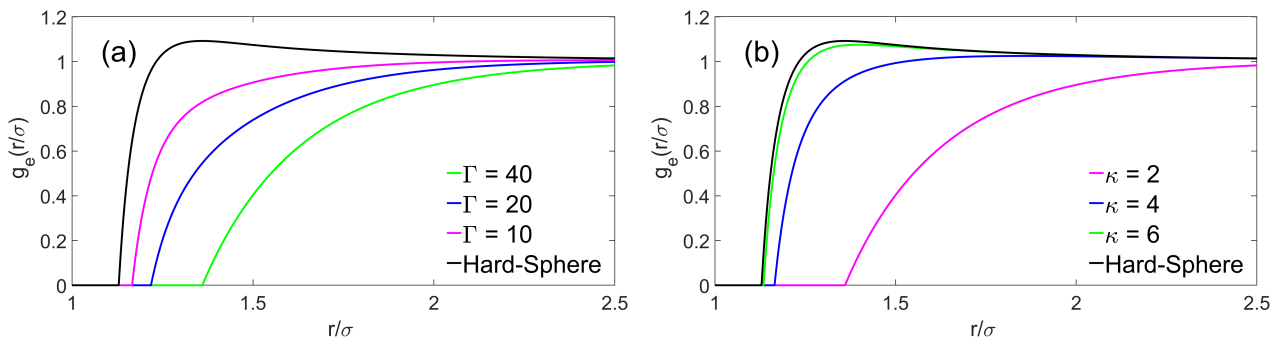 (a)
g_e(r/σ)
1.2
1
0.8
0.6
0.4
0.2
0
Γ = 40
Γ = 20
Γ = 10
Hard-Sphere
1 1.5 2 2.5
r/σ
(b)
g_e(r/σ)
1.2
1
0.8
0.6
0.4
0.2
0
κ = 2
κ = 4
κ = 6
Hard-Sphere
1 1.5 2 2.5
r/σ